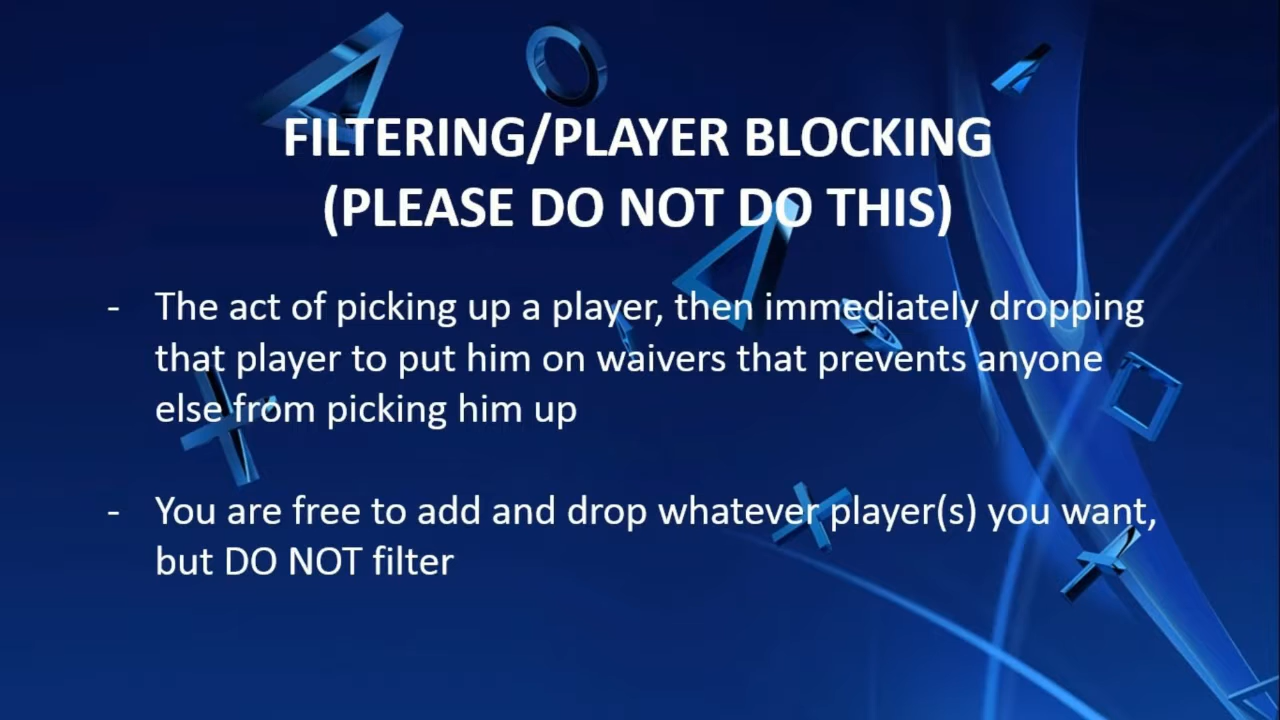 FILTERING/PLAYER BLOCKING
(PLEASE DO NOT DO THIS)
- The act of picking up a player, then immediately dropping
that player to put him on waivers that prevents anyone
else from picking him up
- You are free to add and drop whatever player(s) you want,
but DO NOT filter